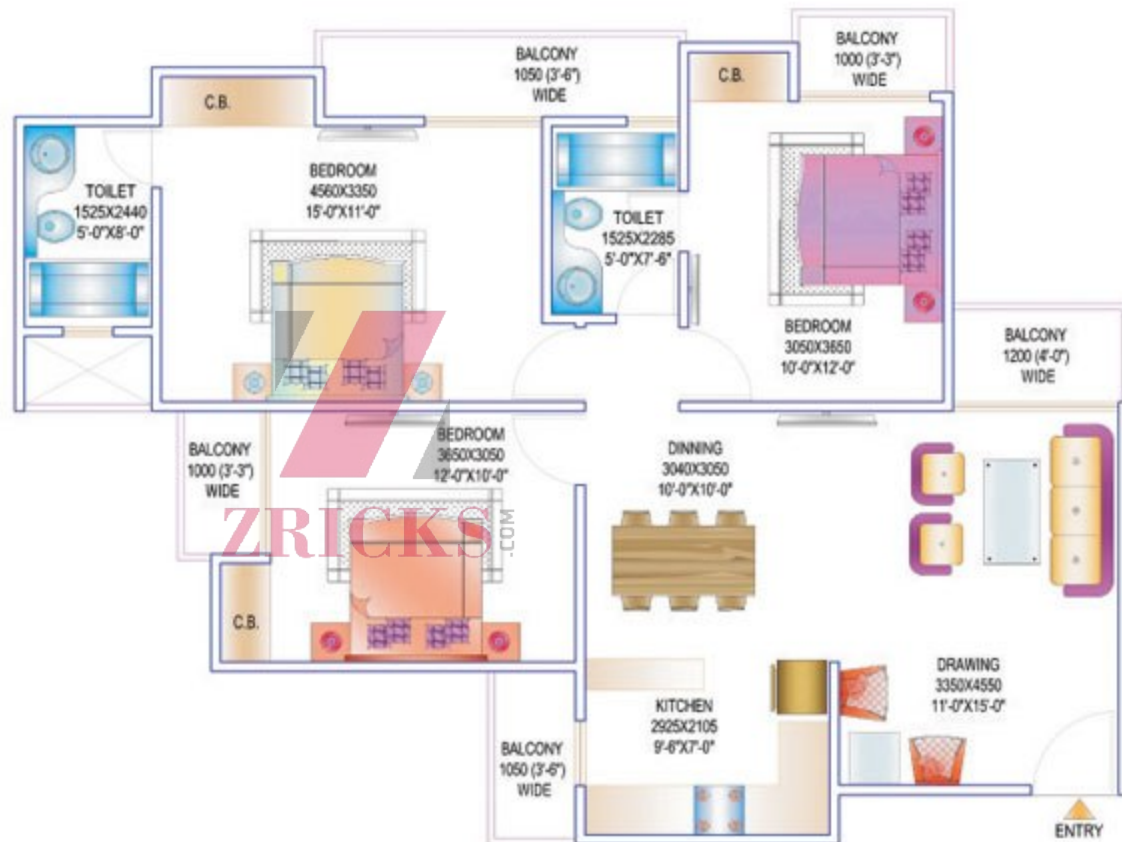 BALCONY
1050 (3'-6")
WIDE
BALCONY
1000 (3'-3")
WIDE
C.B.
C.B.
BEDROOM
4560X3350
15'-0"X11'-0"
TOILET
1525X2440
5'-0"X8'-0"
TOILET
1525X2285
5'-0"X7'-6"
BEDROOM
3050X3650
10'-0"X12'-0"
BALCONY
1200 (4'-0")
WIDE
BALCONY
1000 (3'-3")
WIDE
BEDROOM
3650X3050
12'-0"X10'-0"
DINNING
3040X3050
10'-0"X10'-0"
ZRICKS.COM
C.B.
KITCHEN
2925X2105
9'-6"X7'-0"
DRAWING
3350X4550
11'-0"X15'-0"
BALCONY
1050 (3'-6")
WIDE
ENTRY